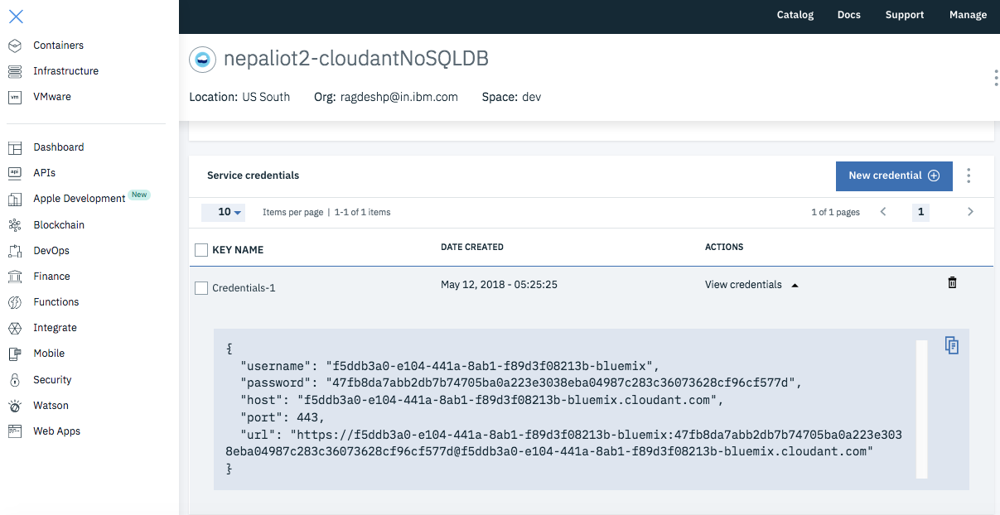 Catalog Docs Support Manage
Containers
Infrastructure
vm VMware
Dashboard
api APIs
Apple Development New
Blockchain
DevOps
Finance
Functions
Integrate
Mobile
Security
Watson
Web Apps
nepaliot2-cloudantNoSQLDB
Location: US South Org: ragdeshp@in.ibm.com Space: dev
Service credentials
New credential
10 Items per page | 1-1 of 1 items 1 of 1 pages 1
KEY NAME DATE CREATED ACTIONS
Credentials-1 May 12, 2018 - 05:25:25 View credentials
{
"username": "f5ddb3a0-e104-441a-8ab1-f89d3f08213b-bluemix",
"password": "47fb8da7abb2db7b74705ba0a223e3038eba04987c283c36073628cf96cf577d",
"host": "f5ddb3a0-e104-441a-8ab1-f89d3f08213b-bluemix.cloudant.com",
"port": 443,
"url": "https://f5ddb3a0-e104-441a-8ab1-f89d3f08213b-bluemix:47fb8da7abb2db7b74705ba0a223e303
8eba04987c283c36073628cf96cf577d@f5ddb3a0-e104-441a-8ab1-f89d3f08213b-bluemix.cloudant.com"
}